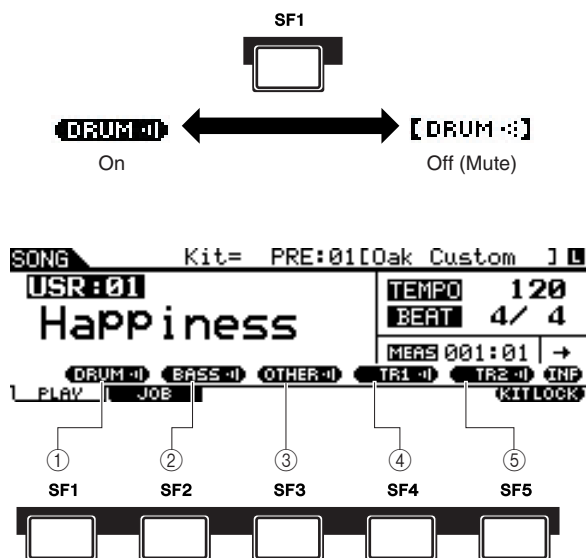 SF1
DRUM [DRUM]
On Off (Mute)
SONG Kit= PRE:01[Oak Custom ] L
USR:01 TEMPO 120
Happiness BEAT 4/ 4
MEAS 001:01 →
DRUM BASS OTHER TR1 TR2 INP
PLAY JOB KITLOCK
① ② ③ ④ ⑤
SF1 SF2 SF3 SF4 SF5